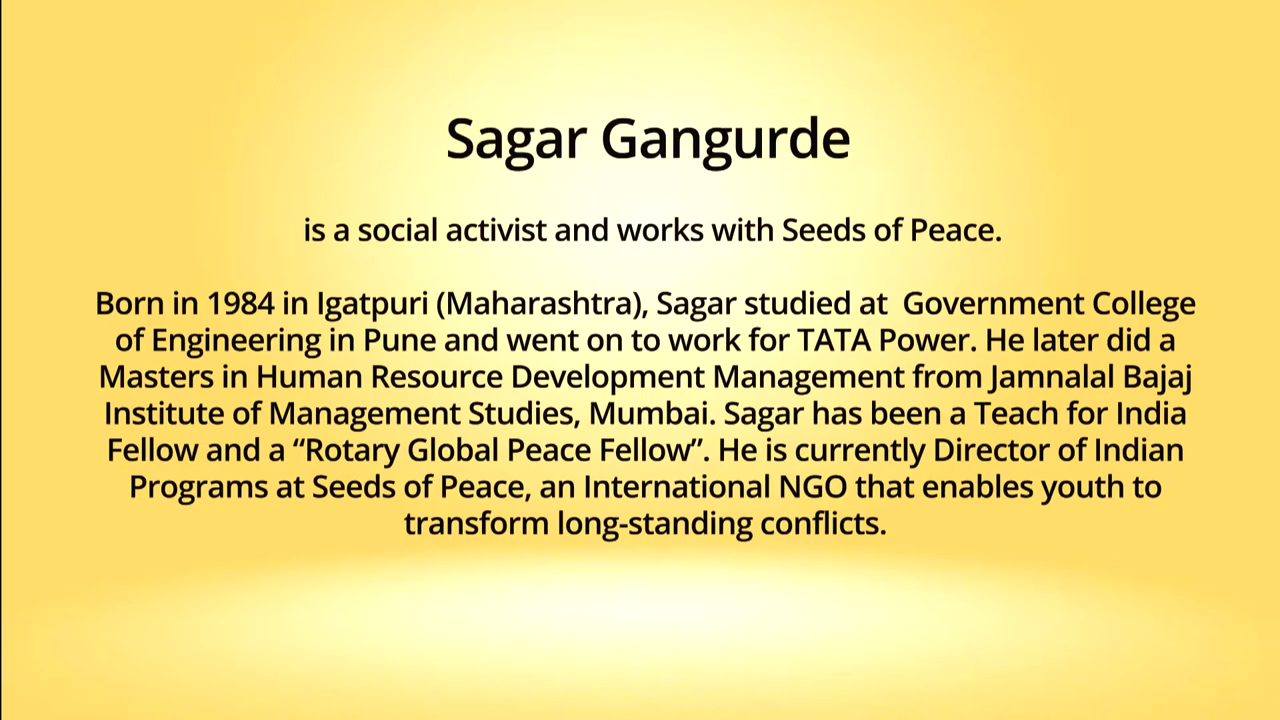 Sagar Gangurde
is a social activist and works with Seeds of Peace.
Born in 1984 in Igatpuri (Maharashtra), Sagar studied at  Government College
of Engineering in Pune and went on to work for TATA Power. He later did a
Masters in Human Resource Development Management from Jamnalal Bajaj
Institute of Management Studies, Mumbai. Sagar has been a Teach for India
Fellow and a “Rotary Global Peace Fellow”. He is currently Director of Indian
Programs at Seeds of Peace, an International NGO that enables youth to
transform long-standing conflicts.